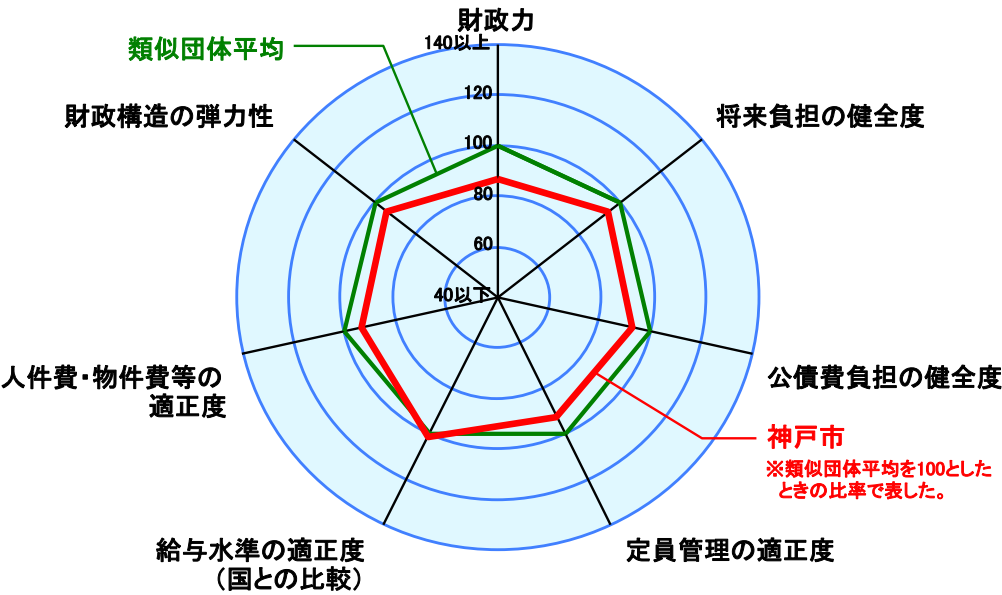 財政力
類似団体平均
140以上
120
100
80
60
40以下
財政構造の弾力性
将来負担の健全度
人件費・物件費等の
適正度
公債費負担の健全度
神戸市
※類似団体平均を100とした
ときの比率で表した。
給与水準の適正度
（国との比較）
定員管理の適正度